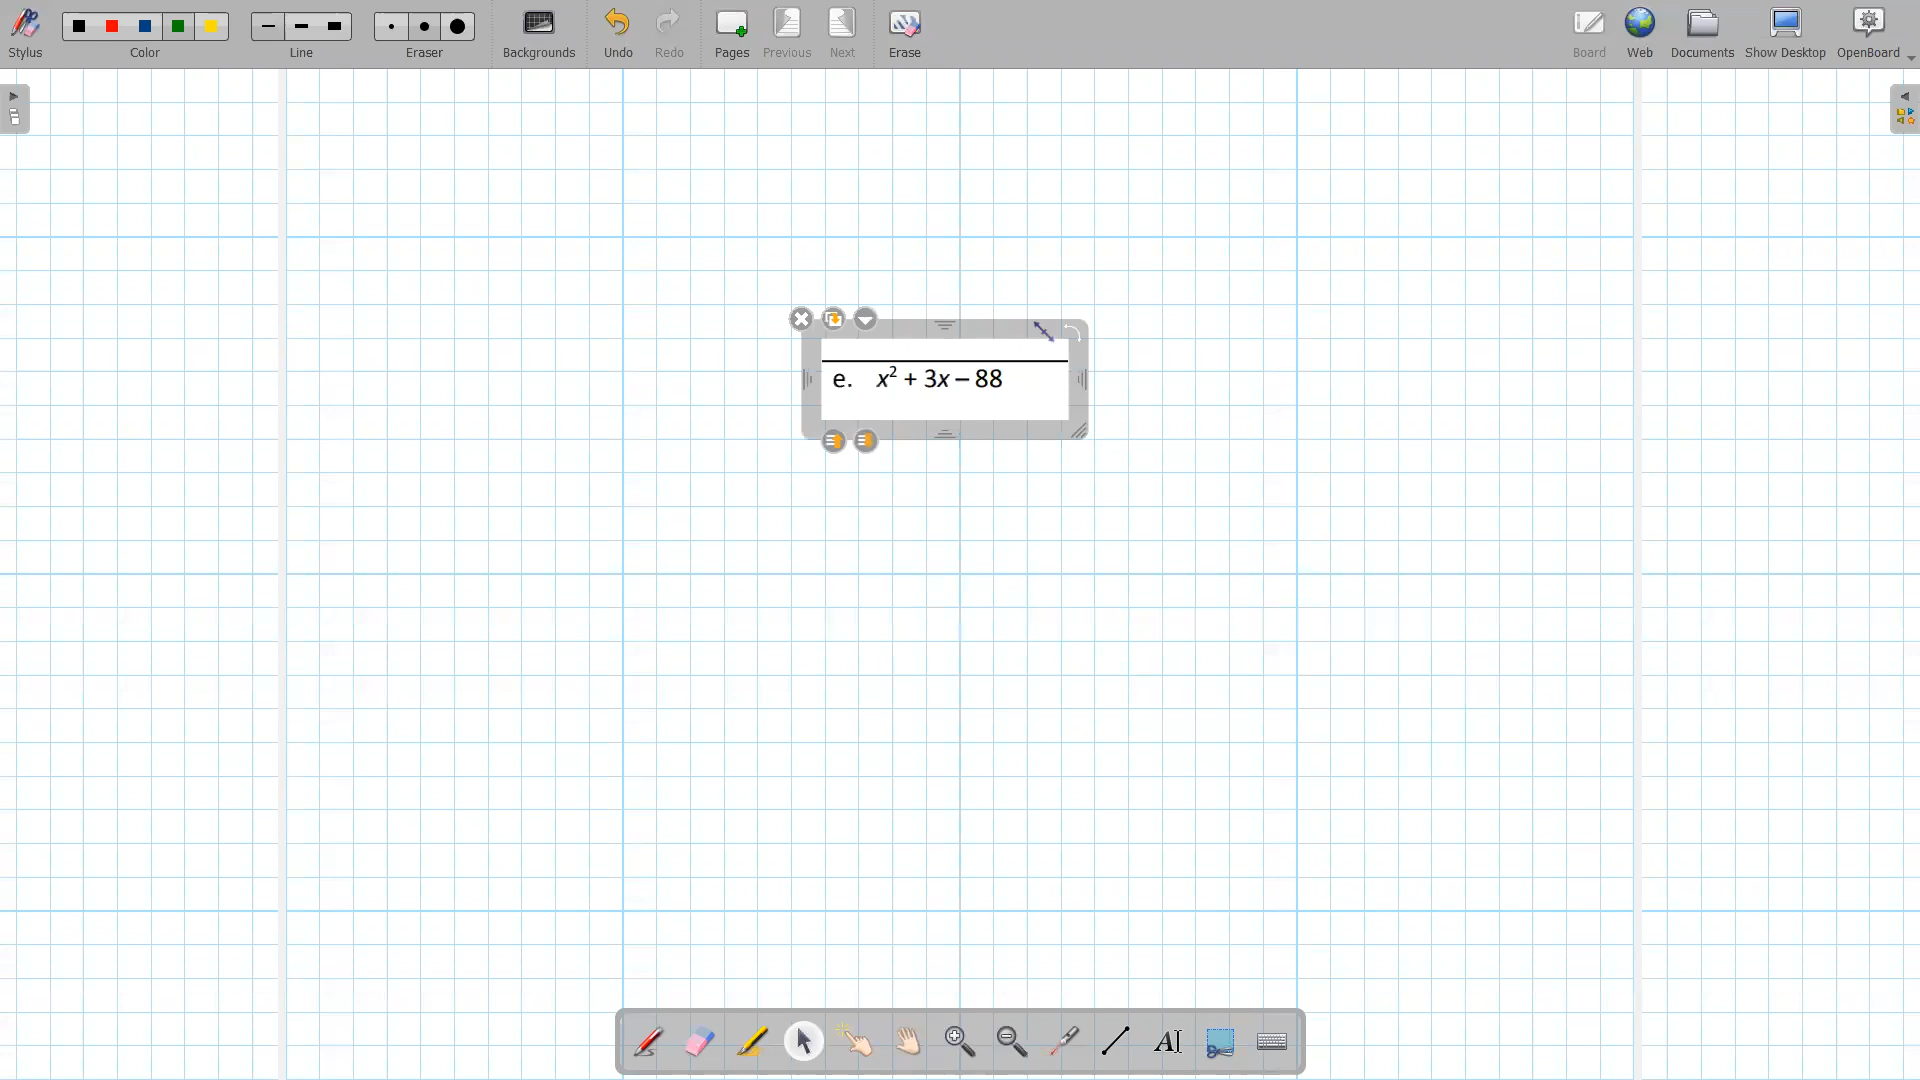 Stylus
Color
Line
Eraser
Backgrounds
Undo
Redo
Pages
Previous
Next
Erase
Board
Web
Documents
Show Desktop
OpenBoard
e. x² + 3x – 88
AI